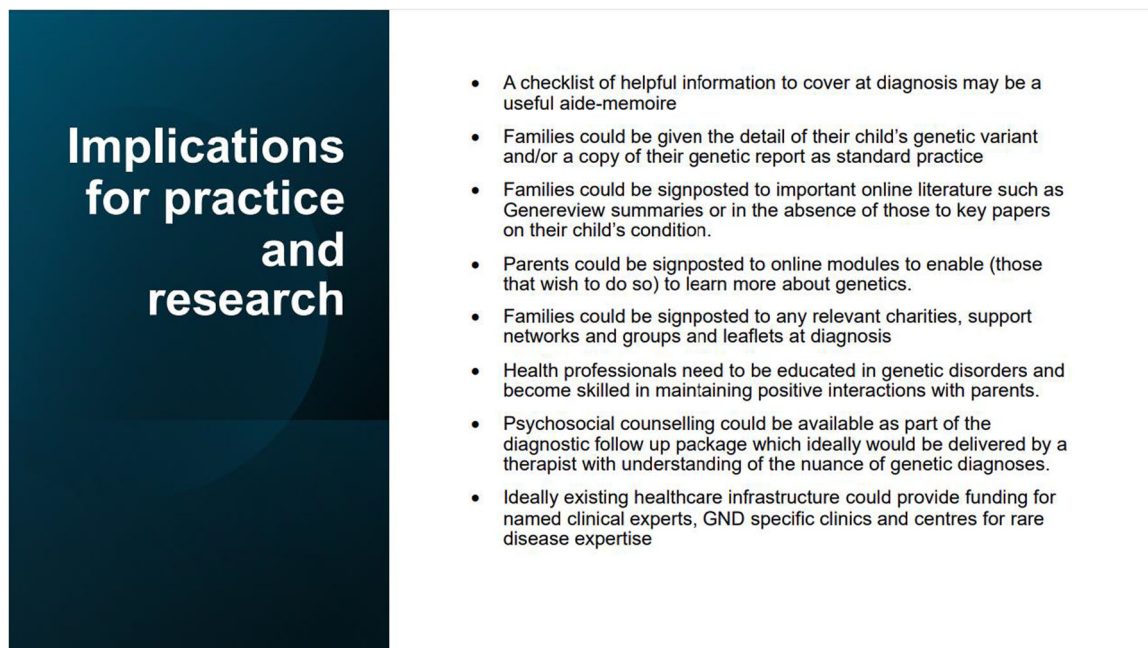 Implications
for practice
and
research
• A checklist of helpful information to cover at diagnosis may be a
useful aide-memoire
• Families could be given the detail of their child's genetic variant
and/or a copy of their genetic report as standard practice
• Families could be signposted to important online literature such as
Genereview summaries or in the absence of those to key papers
on their child's condition.
• Parents could be signposted to online modules to enable (those
that wish to do so) to learn more about genetics.
• Families could be signposted to any relevant charities, support
networks and groups and leaflets at diagnosis
• Health professionals need to be educated in genetic disorders and
become skilled in maintaining positive interactions with parents.
• Psychosocial counselling could be available as part of the
diagnostic follow up package which ideally would be delivered by a
therapist with understanding of the nuance of genetic diagnoses.
• Ideally existing healthcare infrastructure could provide funding for
named clinical experts, GND specific clinics and centres for rare
disease expertise